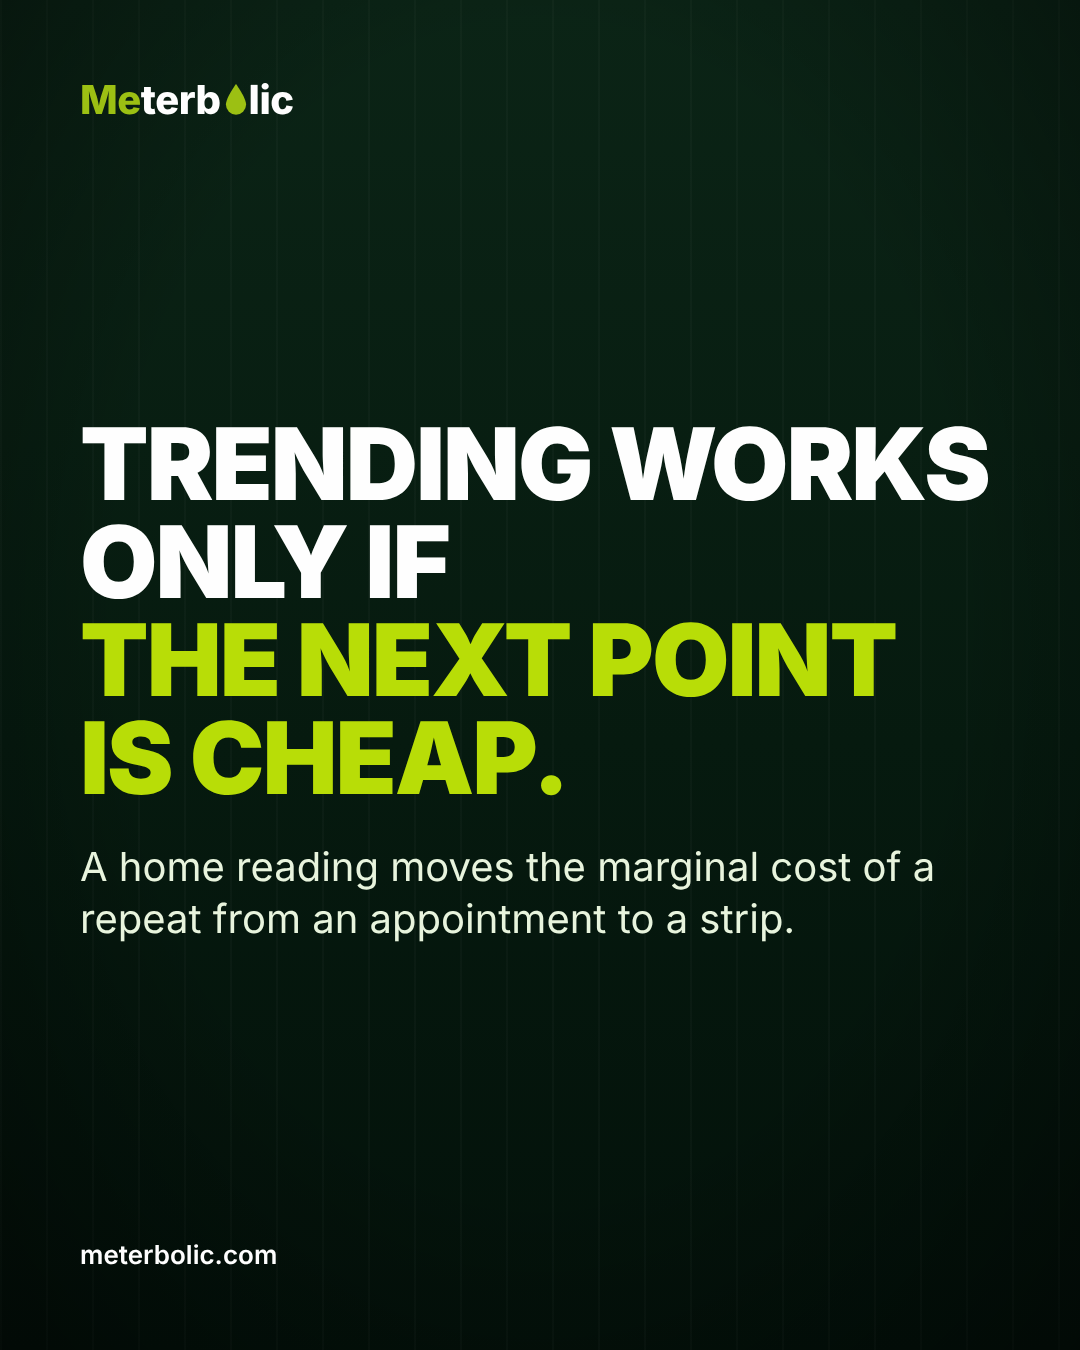 Meterbolic
TRENDING WORKS
ONLY IF
THE NEXT POINT
IS CHEAP.
A home reading moves the marginal cost of a
repeat from an appointment to a strip.
meterbolic.com